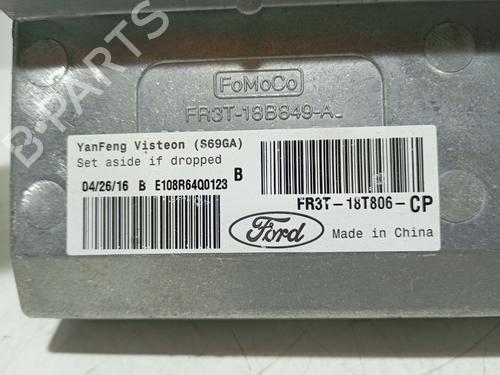 FoMoCo
FR3T-18B849-A
YanFeng Visteon (S69GA)
Set aside if dropped
04/26/16 B E108R64Q0123 B
FR3T-18T806-CP
Ford
Made in China